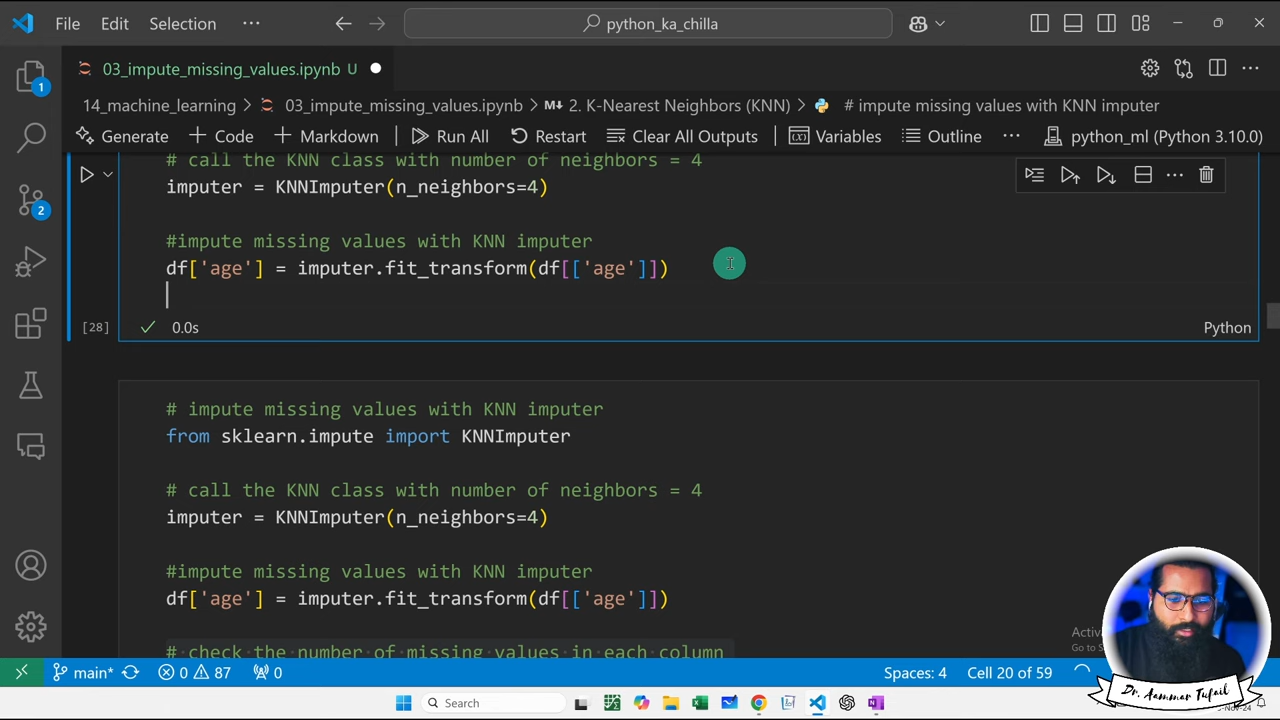 File Edit Selection ··· python_ka_chilla
1
2
03_impute_missing_values.ipynb U
14_machine_learning > 03_impute_missing_values.ipynb > M↓ 2. K-Nearest Neighbors (KNN) > # impute missing values with KNN imputer
Generate + Code + Markdown | Run All Restart Clear All Outputs | Variables Outline ··· python_ml (Python 3.10.0)
# call the KNN class with number of neighbors = 4
imputer = KNNImputer(n_neighbors=4)
#impute missing values with KNN imputer
df['age'] = imputer.fit_transform(df[['age']])
[28] 0.0s Python
# impute missing values with KNN imputer
from sklearn.impute import KNNImputer
# call the KNN class with number of neighbors = 4
imputer = KNNImputer(n_neighbors=4)
#impute missing values with KNN imputer
df['age'] = imputer.fit_transform(df[['age']])
# check the number of missing values in each column
main* 0 87 0 Spaces: 4 Cell 20 of 59
Search
Dr. Aammar Tufail